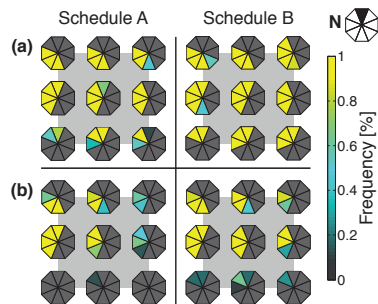 Schedule A
Schedule B
N
(a)
(b)
1
0.8
0.6
0.4
0.2
0
Frequency [%]